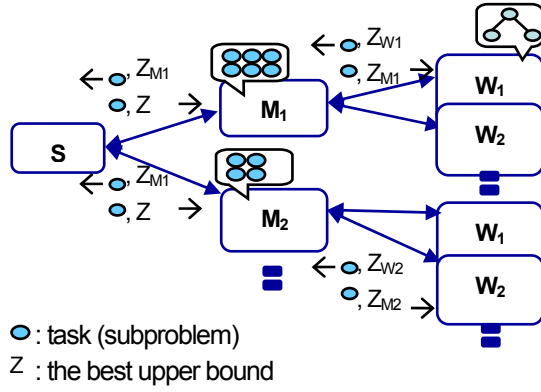 , Z_W1
, Z_M1
, Z_M1
, Z
W₁
M₁
W₂
S
, Z_M1
, Z
M₂
W₁
, Z_W2
W₂
, Z_M2
: task (subproblem)
Z : the best upper bound